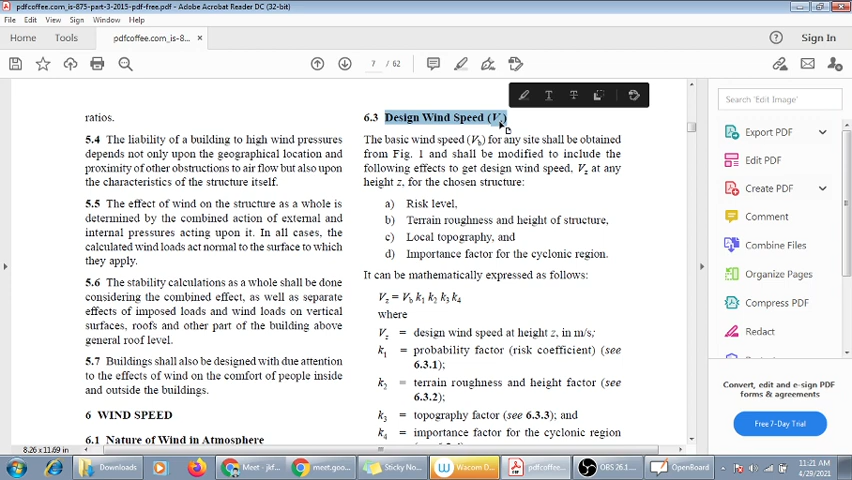 pdfcoffee.com_is-875-part-3-2015-pdf-free.pdf - Adobe Acrobat Reader DC (32-bit)
File Edit View Sign Window Help
Home Tools pdfcoffee.com_is-8... × Sign In
7 / 62
ratios.
5.4 The liability of a building to high wind pressures
depends not only upon the geographical location and
proximity of other obstructions to air flow but also upon
the characteristics of the structure itself.
5.5 The effect of wind on the structure as a whole is
determined by the combined action of external and
internal pressures acting upon it. In all cases, the
calculated wind loads act normal to the surface to which
they apply.
5.6 The stability calculations as a whole shall be done
considering the combined effect, as well as separate
effects of imposed loads and wind loads on vertical
surfaces, roofs and other part of the building above
general roof level.
5.7 Buildings shall also be designed with due attention
to the effects of wind on the comfort of people inside
and outside the buildings.
6 WIND SPEED
6.1 Nature of Wind in Atmosphere
6.3 Design Wind Speed (Vz)
The basic wind speed (Vb) for any site shall be obtained
from Fig. 1 and shall be modified to include the
following effects to get design wind speed, Vz at any
height z, for the chosen structure:
a) Risk level,
b) Terrain roughness and height of structure,
c) Local topography, and
d) Importance factor for the cyclonic region.
It can be mathematically expressed as follows:
Vz = Vb k1 k2 k3 k4
where
Vz = design wind speed at height z, in m/s;
k1 = probability factor (risk coefficient) (see
6.3.1);
k2 = terrain roughness and height factor (see
6.3.2);
k3 = topography factor (see 6.3.3); and
k4 = importance factor for the cyclonic region
8.26 x 11.69 in
Search 'Edit Image'
Export PDF
Edit PDF
Create PDF
Comment
Combine Files
Organize Pages
Compress PDF
Redact
Convert, edit and e-sign PDF
forms & agreements
Free 7-Day Trial
Downloads
Meet - jkf...
meet.goo...
Sticky No...
Wacom D...
pdfcoffee...
OBS 26.1...
OpenBoard
11:21 AM
4/29/2021